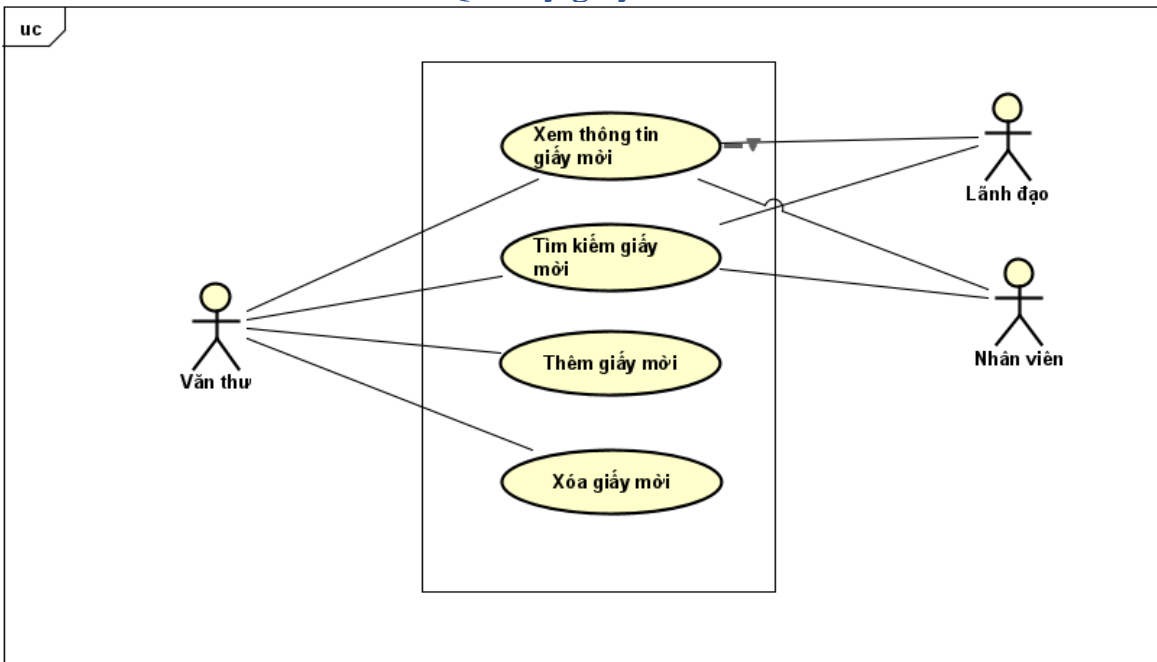 uc
Xem thông tin
giấy mời
Tìm kiếm giấy
mời
Thêm giấy mời
Xóa giấy mời
Văn thư
Lãnh đạo
Nhân viên